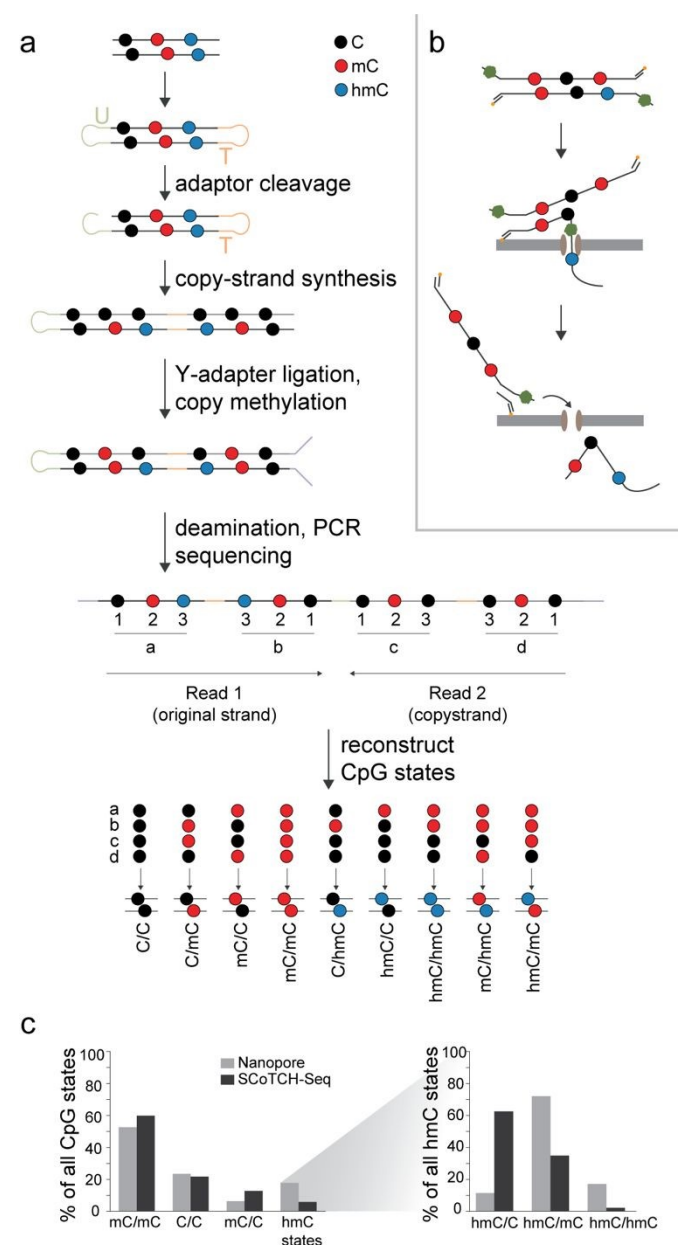 a
C
mC
hmC
b
U
T
adaptor cleavage
T
copy-strand synthesis
Y-adapter ligation,
copy methylation
deamination, PCR
sequencing
1 2 3 3 2 1 1 2 3 3 2 1
a b c d
Read 1
(original strand)
Read 2
(copystrand)
reconstruct
CpG states
a
b
c
d
C/C
C/mC
mC/C
mC/mC
C/hmC
hmC/C
hmC/hmC
mC/hmC
hmC/mC
c
% of all CpG states
100
80
60
40
20
0
Nanopore
SCoTCH-Seq
mC/mC C/C mC/C hmC
states
% of all hmC states
100
80
60
40
20
0
hmC/C hmC/mC hmC/hmC